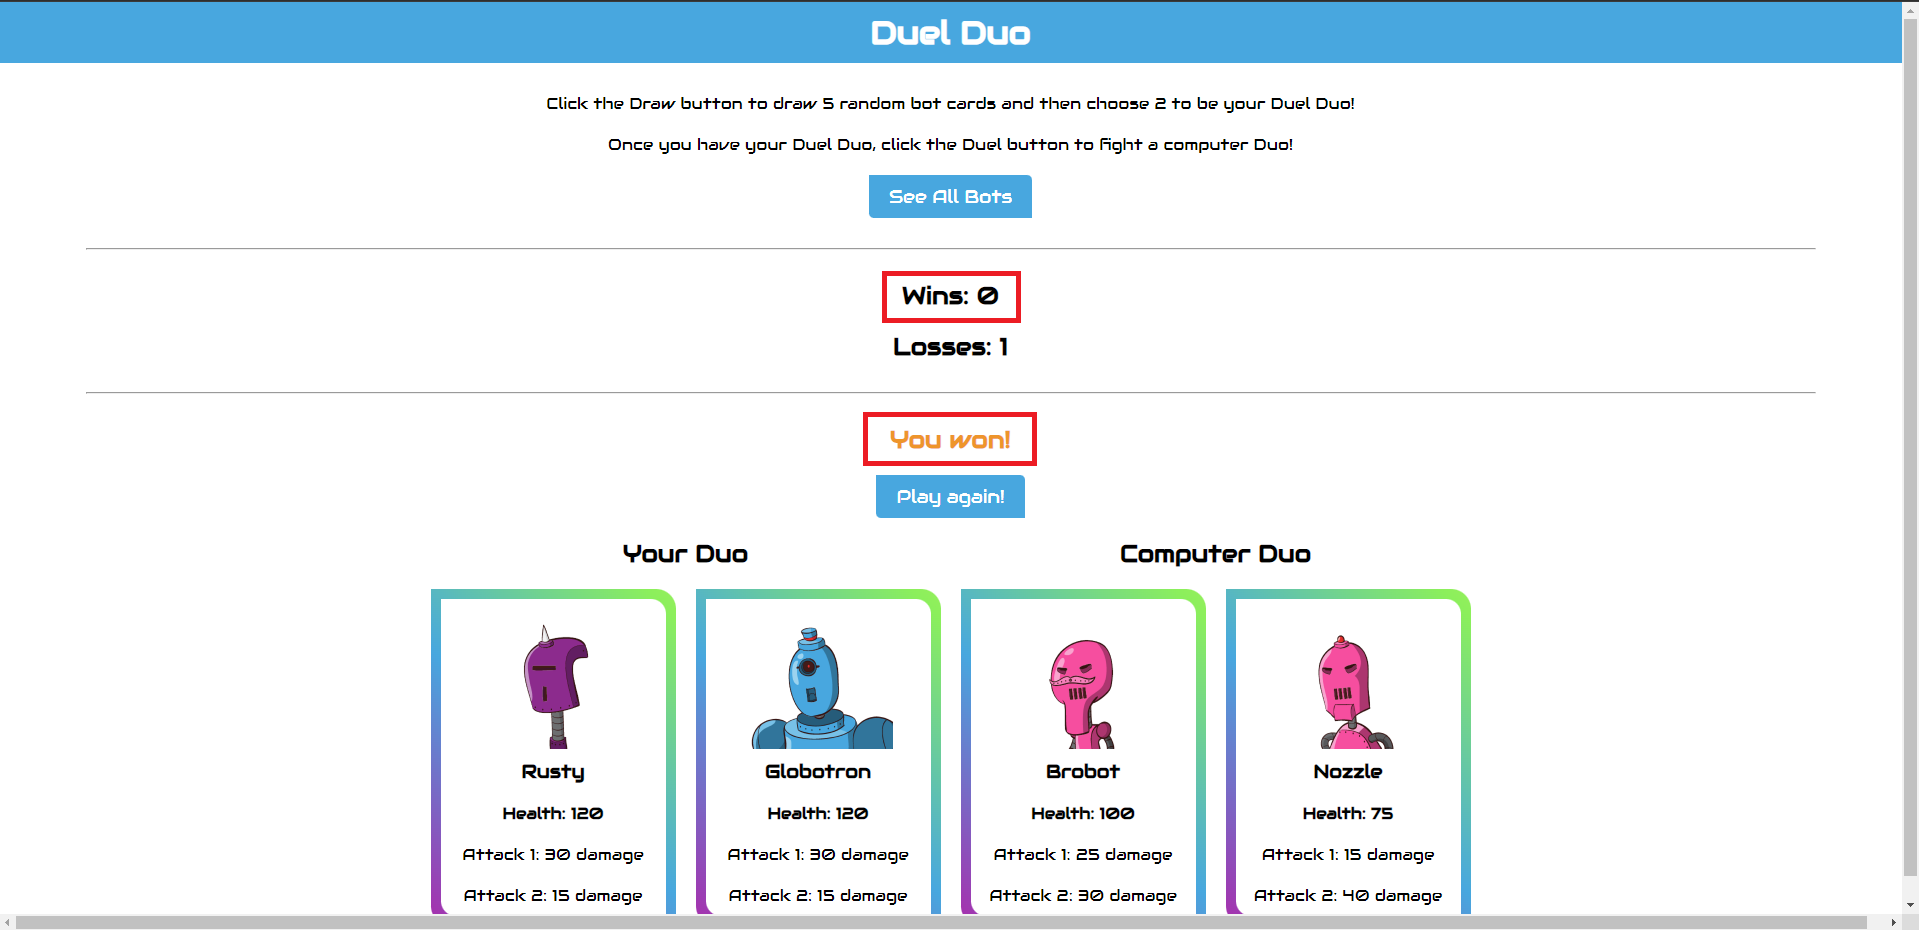 Duel Duo
Click the Draw button to draw 5 random bot cards and then choose 2 to be your Duel Duo!
Once you have your Duel Duo, click the Duel button to fight a computer Duo!
See All Bots
Wins: 0
Losses: 1
You won!
Play again!
Your Duo
Computer Duo
Rusty
Health: 120
Attack 1: 30 damage
Attack 2: 15 damage
Globotron
Health: 120
Attack 1: 30 damage
Attack 2: 15 damage
Brobot
Health: 100
Attack 1: 25 damage
Attack 2: 30 damage
Nozzle
Health: 75
Attack 1: 15 damage
Attack 2: 40 damage